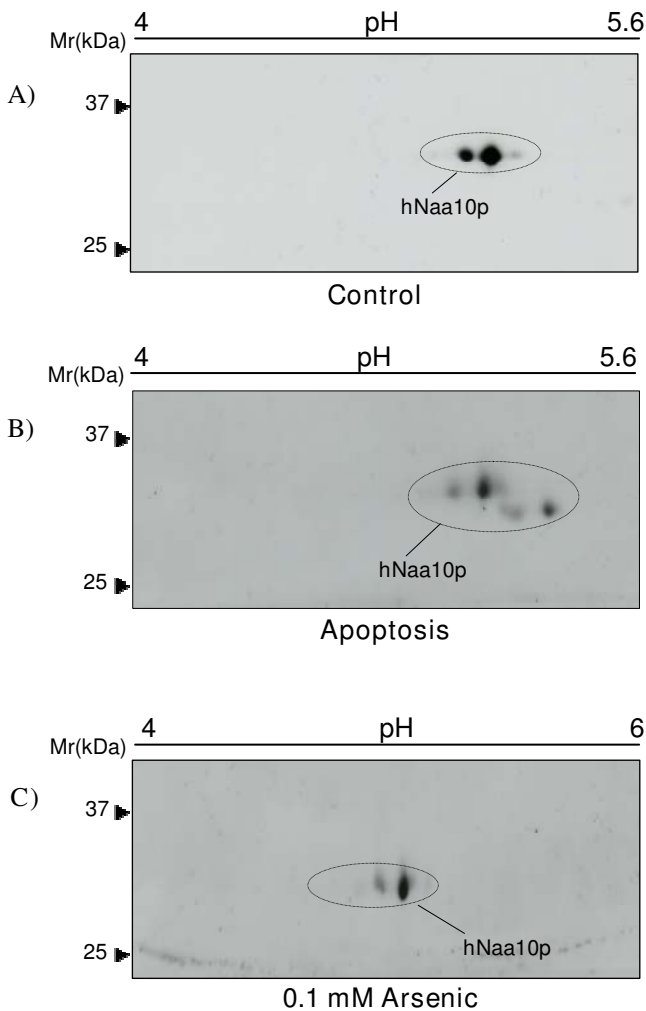 4 pH 5.6
Mr(kDa)
A)
37
hNaa10p
25
Control
4 pH 5.6
Mr(kDa)
B)
37
hNaa10p
25
Apoptosis
4 pH 6
Mr(kDa)
C)
37
hNaa10p
25
0.1 mM Arsenic